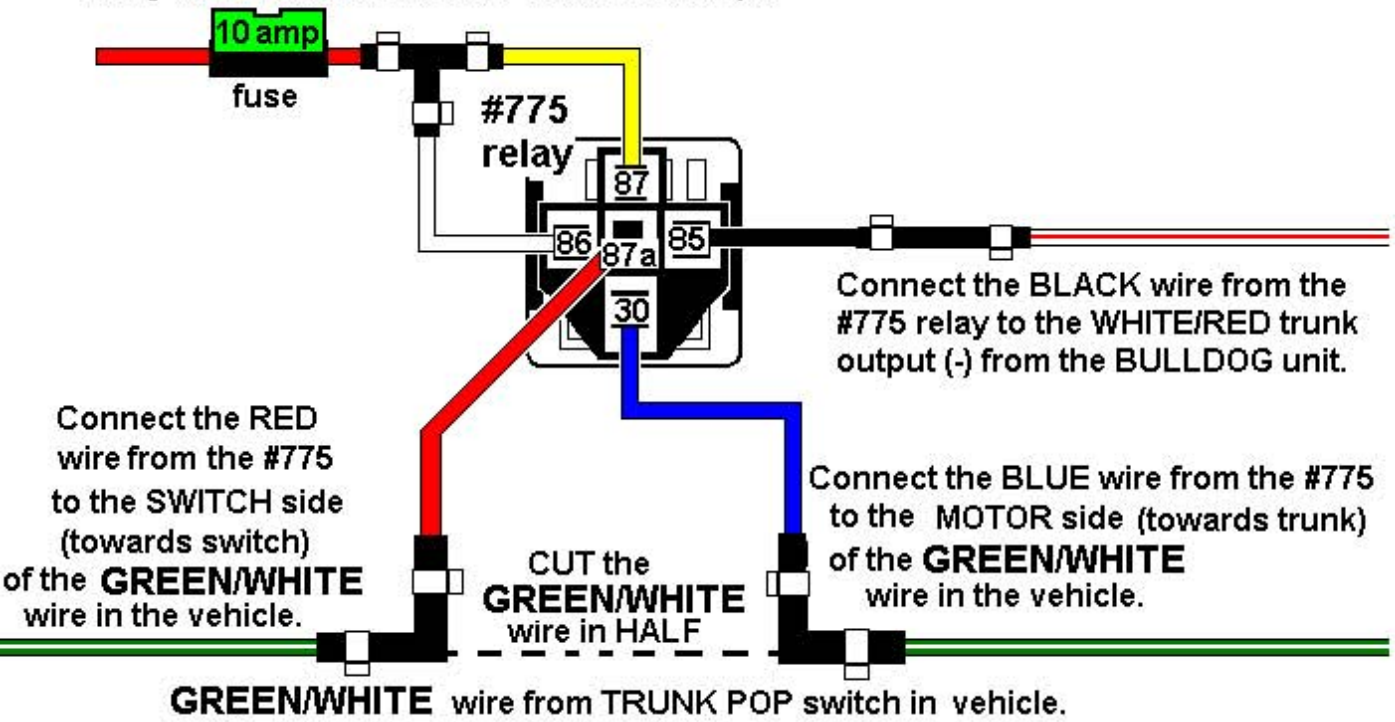 10 amp
fuse
#775
relay
87
86
87a
85
30
Connect the BLACK wire from the
#775 relay to the WHITE/RED trunk
output (-) from the BULLDOG unit.
Connect the RED
wire from the #775
to the SWITCH side
(towards switch)
of the GREEN/WHITE
wire in the vehicle.
CUT the
GREEN/WHITE
wire in HALF
Connect the BLUE wire from the #775
to the MOTOR side (towards trunk)
of the GREEN/WHITE
wire in the vehicle.
GREEN/WHITE wire from TRUNK POP switch in vehicle.